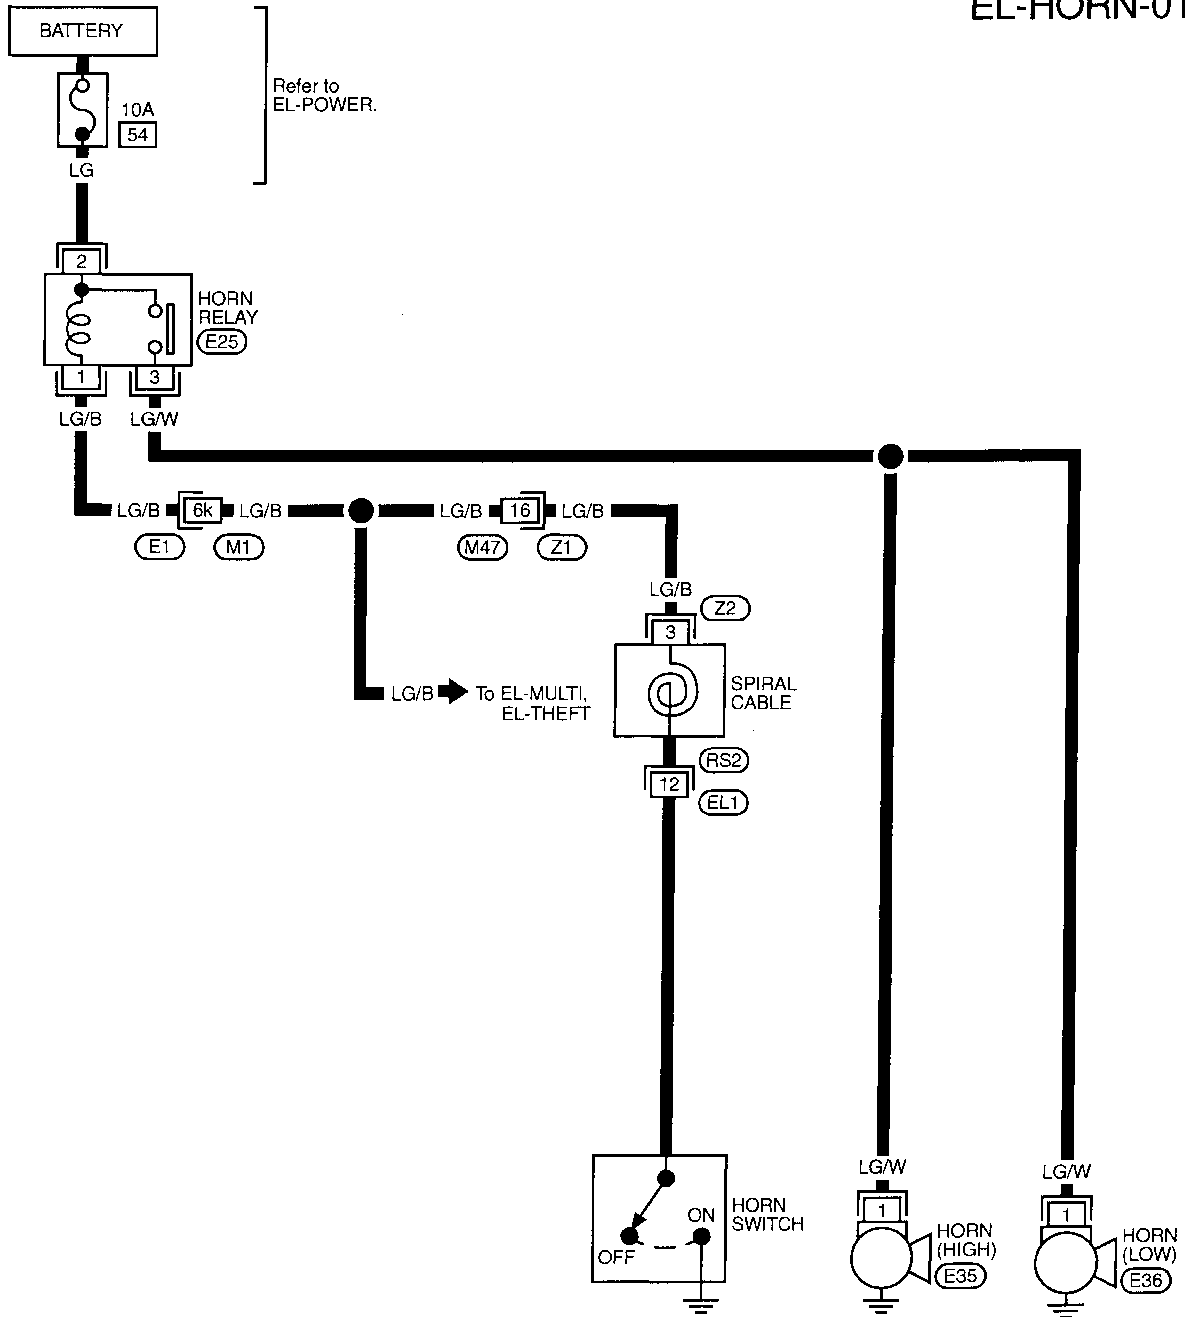 EL-HORN-01
BATTERY
Refer to
EL-POWER.
10A
54
LG
2
HORN
RELAY
E25
1
3
LG/B
LG/W
LG/B
6k
LG/B
LG/B
16
LG/B
E1
M1
M47
Z1
LG/B
Z2
3
LG/B
To EL-MULTI,
EL-THEFT
SPIRAL
CABLE
RS2
12
EL1
LG/W
LG/W
1
1
HORN
SWITCH
ON
OFF
HORN
(HIGH)
E35
HORN
(LOW)
E36